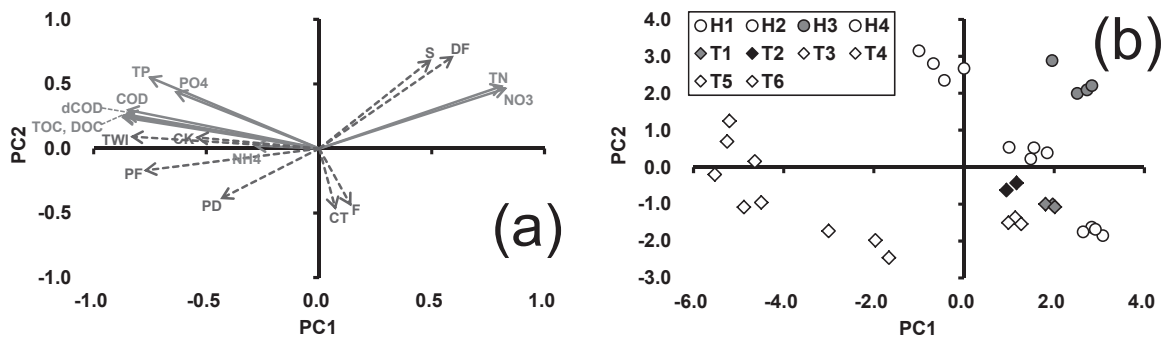 1.0
0.5
0.0
-0.5
-1.0
PC2
-1.0
-0.5
0.0
0.5
1.0
PC1
TP
PO4
dCOD
COD
TOC, DOC
TWI
CK
NH4
PF
PD
CT
F
S
DF
TN
NO3
(a)
4.0
3.0
2.0
1.0
0.0
-1.0
-2.0
-3.0
PC2
H1 H2 H3 H4
T1 T2 T3 T4
T5 T6
(b)
-6.0
-4.0
-2.0
0.0
2.0
4.0
PC1